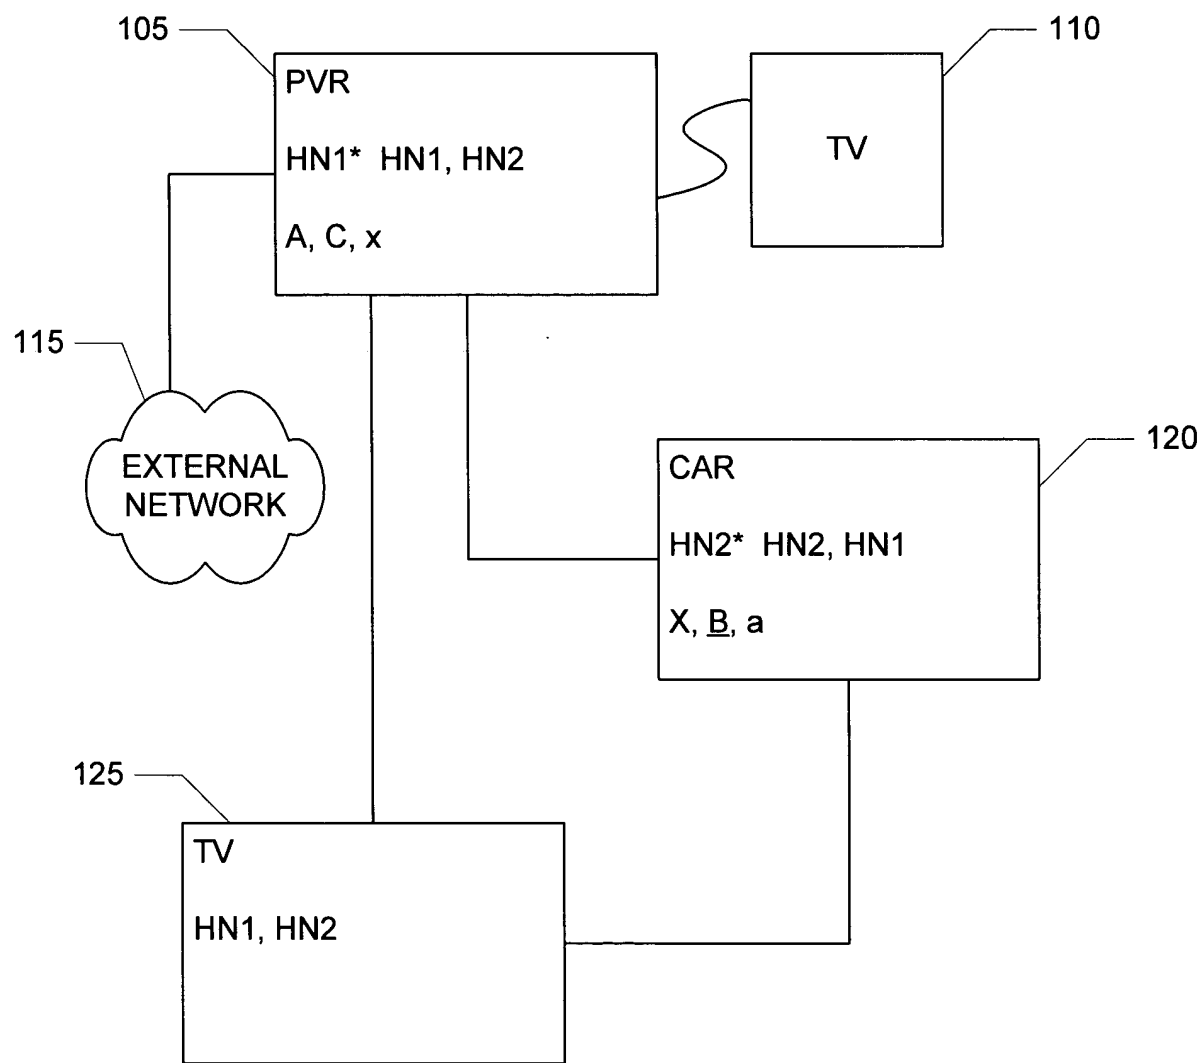 105
110
PVR
HN1* HN1, HN2
A, C, x
TV
115
EXTERNAL
NETWORK
120
CAR
HN2* HN2, HN1
X, B, a
125
TV
HN1, HN2